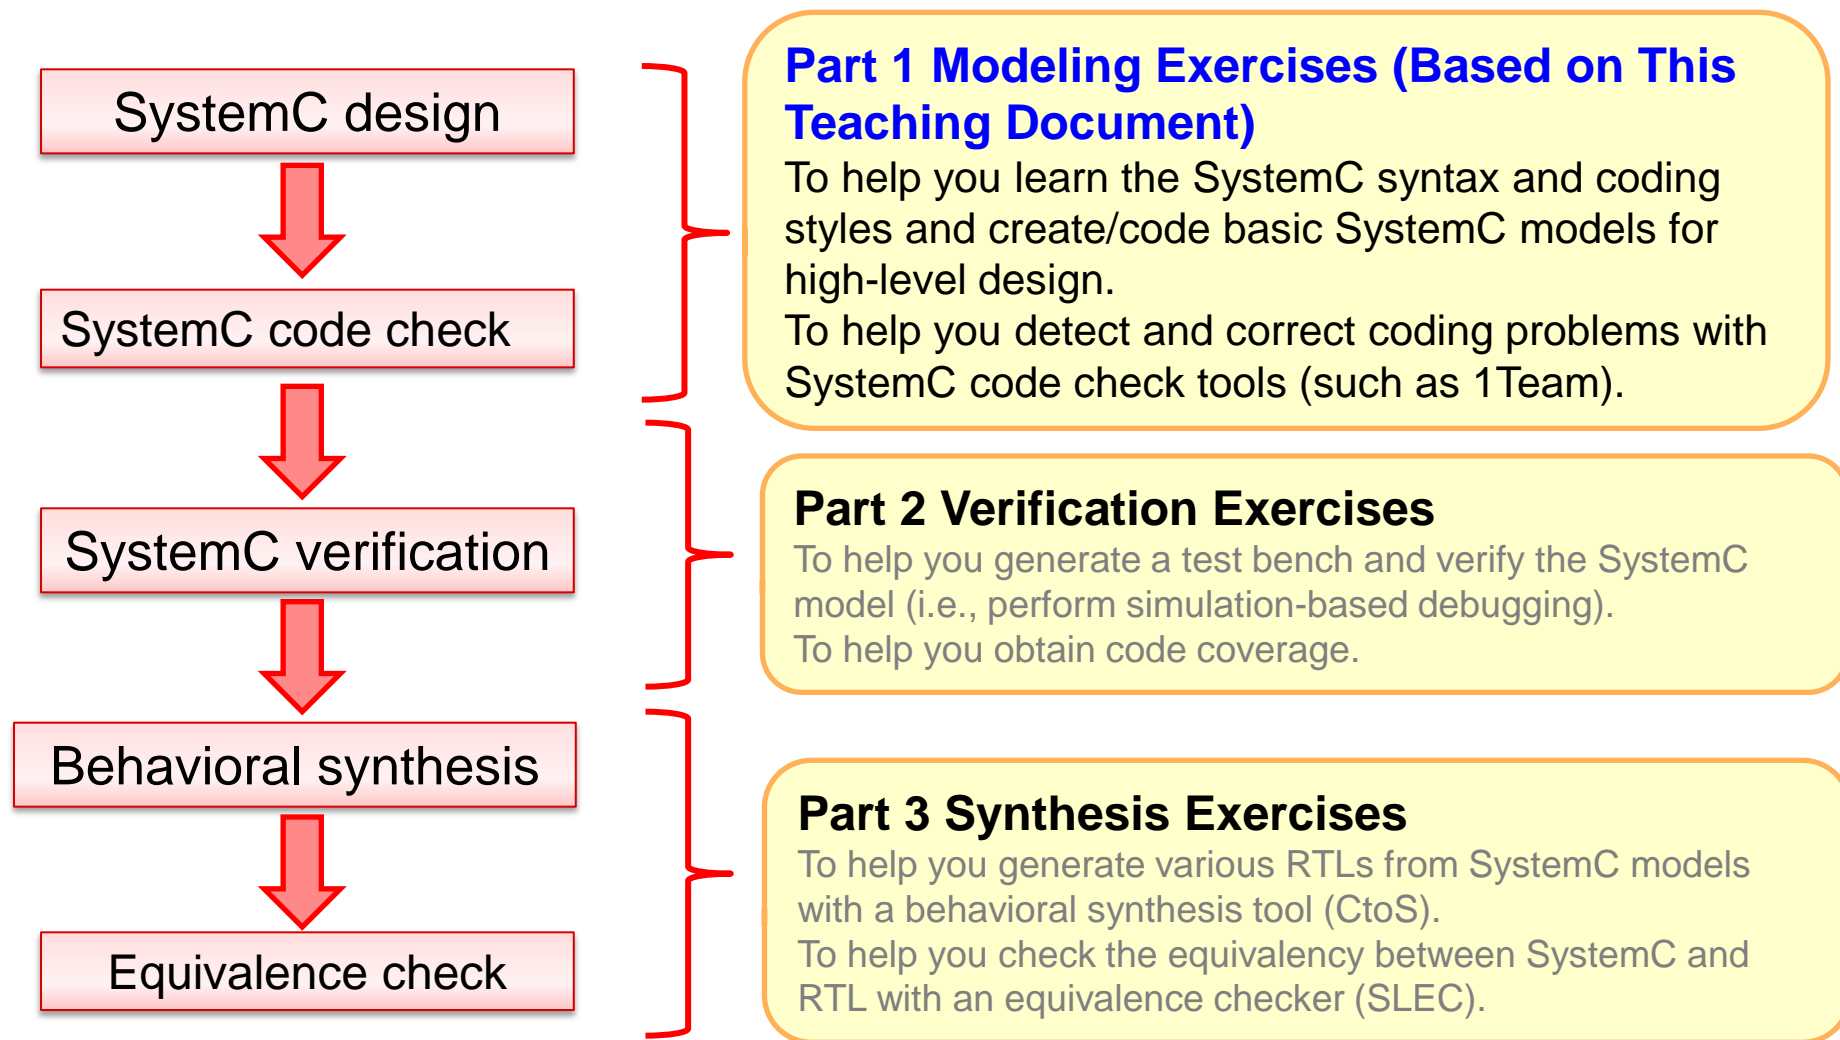 SystemC design
SystemC code check
SystemC verification
Behavioral synthesis
Equivalence check
Part 1 Modeling Exercises (Based on This
Teaching Document)
To help you learn the SystemC syntax and coding
styles and create/code basic SystemC models for
high-level design.
To help you detect and correct coding problems with
SystemC code check tools (such as 1Team).
Part 2 Verification Exercises
To help you generate a test bench and verify the SystemC
model (i.e., perform simulation-based debugging).
To help you obtain code coverage.
Part 3 Synthesis Exercises
To help you generate various RTLs from SystemC models
with a behavioral synthesis tool (CtoS).
To help you check the equivalency between SystemC and
RTL with an equivalence checker (SLEC).